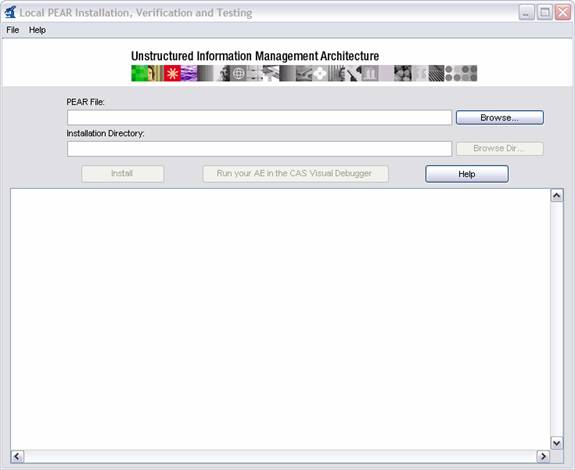 Local PEAR Installation, Verification and Testing
File Help
Unstructured Information Management Architecture
PEAR File:
Browse...
Installation Directory:
Browse Dir...
Install Run your AE in the CAS Visual Debugger Help